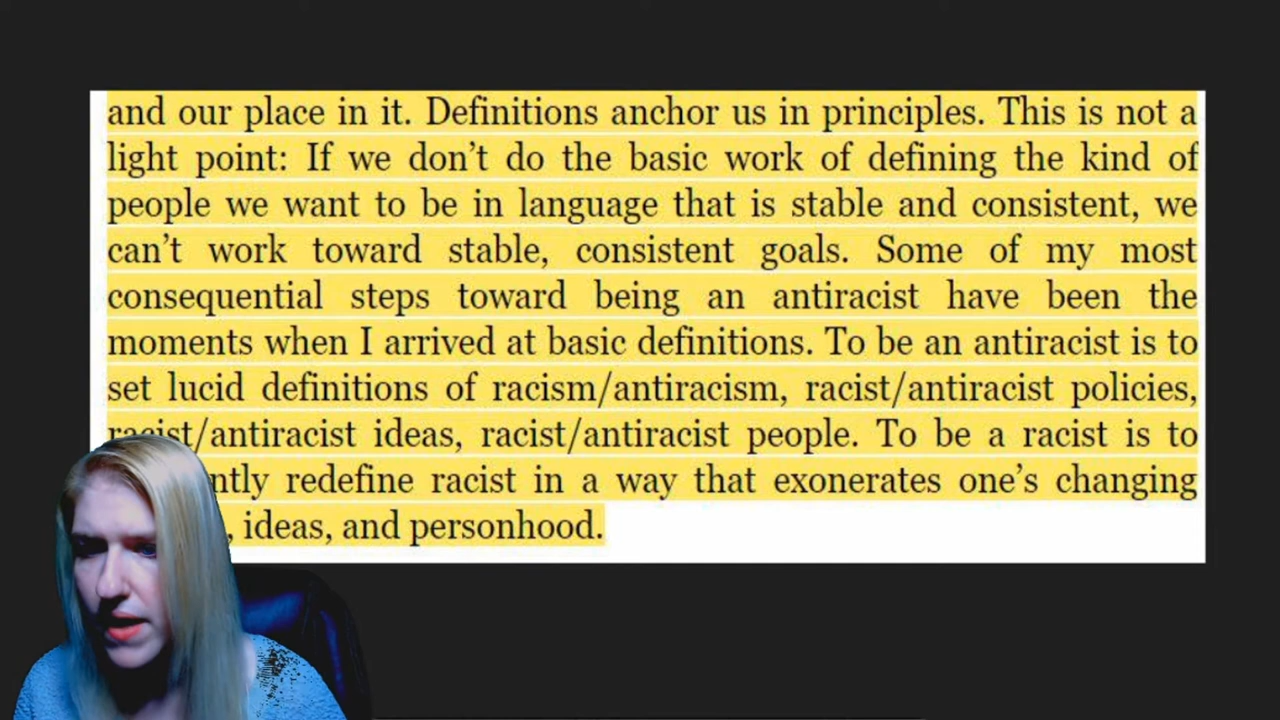 and our place in it. Definitions anchor us in principles. This is not a
light point: If we don’t do the basic work of defining the kind of
people we want to be in language that is stable and consistent, we
can’t work toward stable, consistent goals. Some of my most
consequential steps toward being an antiracist have been the
moments when I arrived at basic definitions. To be an antiracist is to
set lucid definitions of racism/antiracism, racist/antiracist policies,
racist/antiracist ideas, racist/antiracist people. To be a racist is to
redefine racist in a way that exonerates one’s changing
, ideas, and personhood.